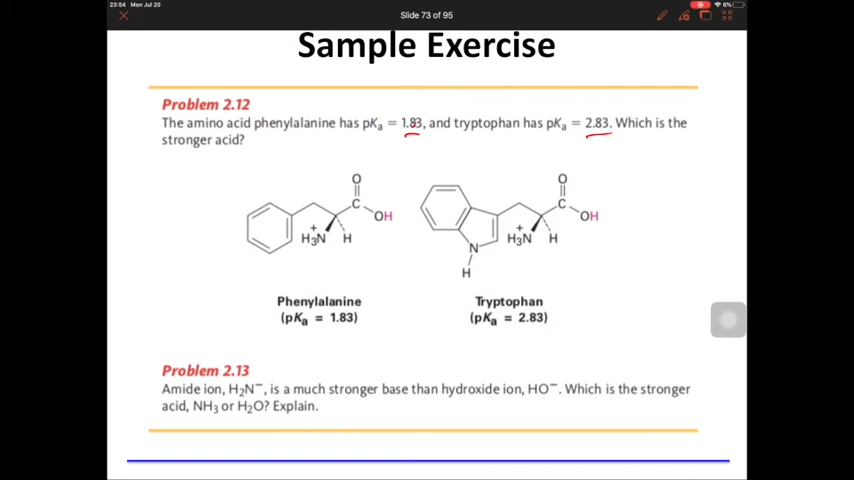 23:54 Mon Jul 20
6%
Slide 73 of 95
Sample Exercise
Problem 2.12
The amino acid phenylalanine has pKa = 1.83, and tryptophan has pKa = 2.83. Which is the
stronger acid?
O
C
OH
+
H3N
H
O
C
OH
+
H3N
H
N
H
Phenylalanine
(pKa = 1.83)
Tryptophan
(pKa = 2.83)
Problem 2.13
Amide ion, H2N−, is a much stronger base than hydroxide ion, HO−. Which is the stronger
acid, NH3 or H2O? Explain.